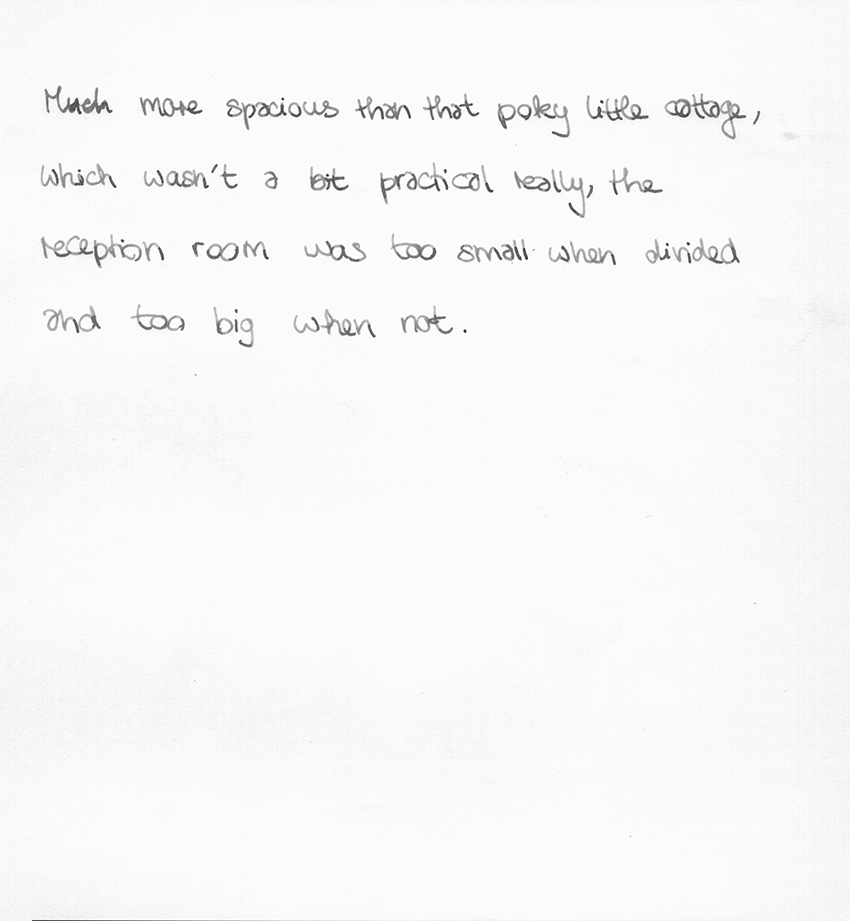 Much more spacious than that poky little cottage,
which wasn't a bit practical really, the
reception room was too small when divided
and too big when not.